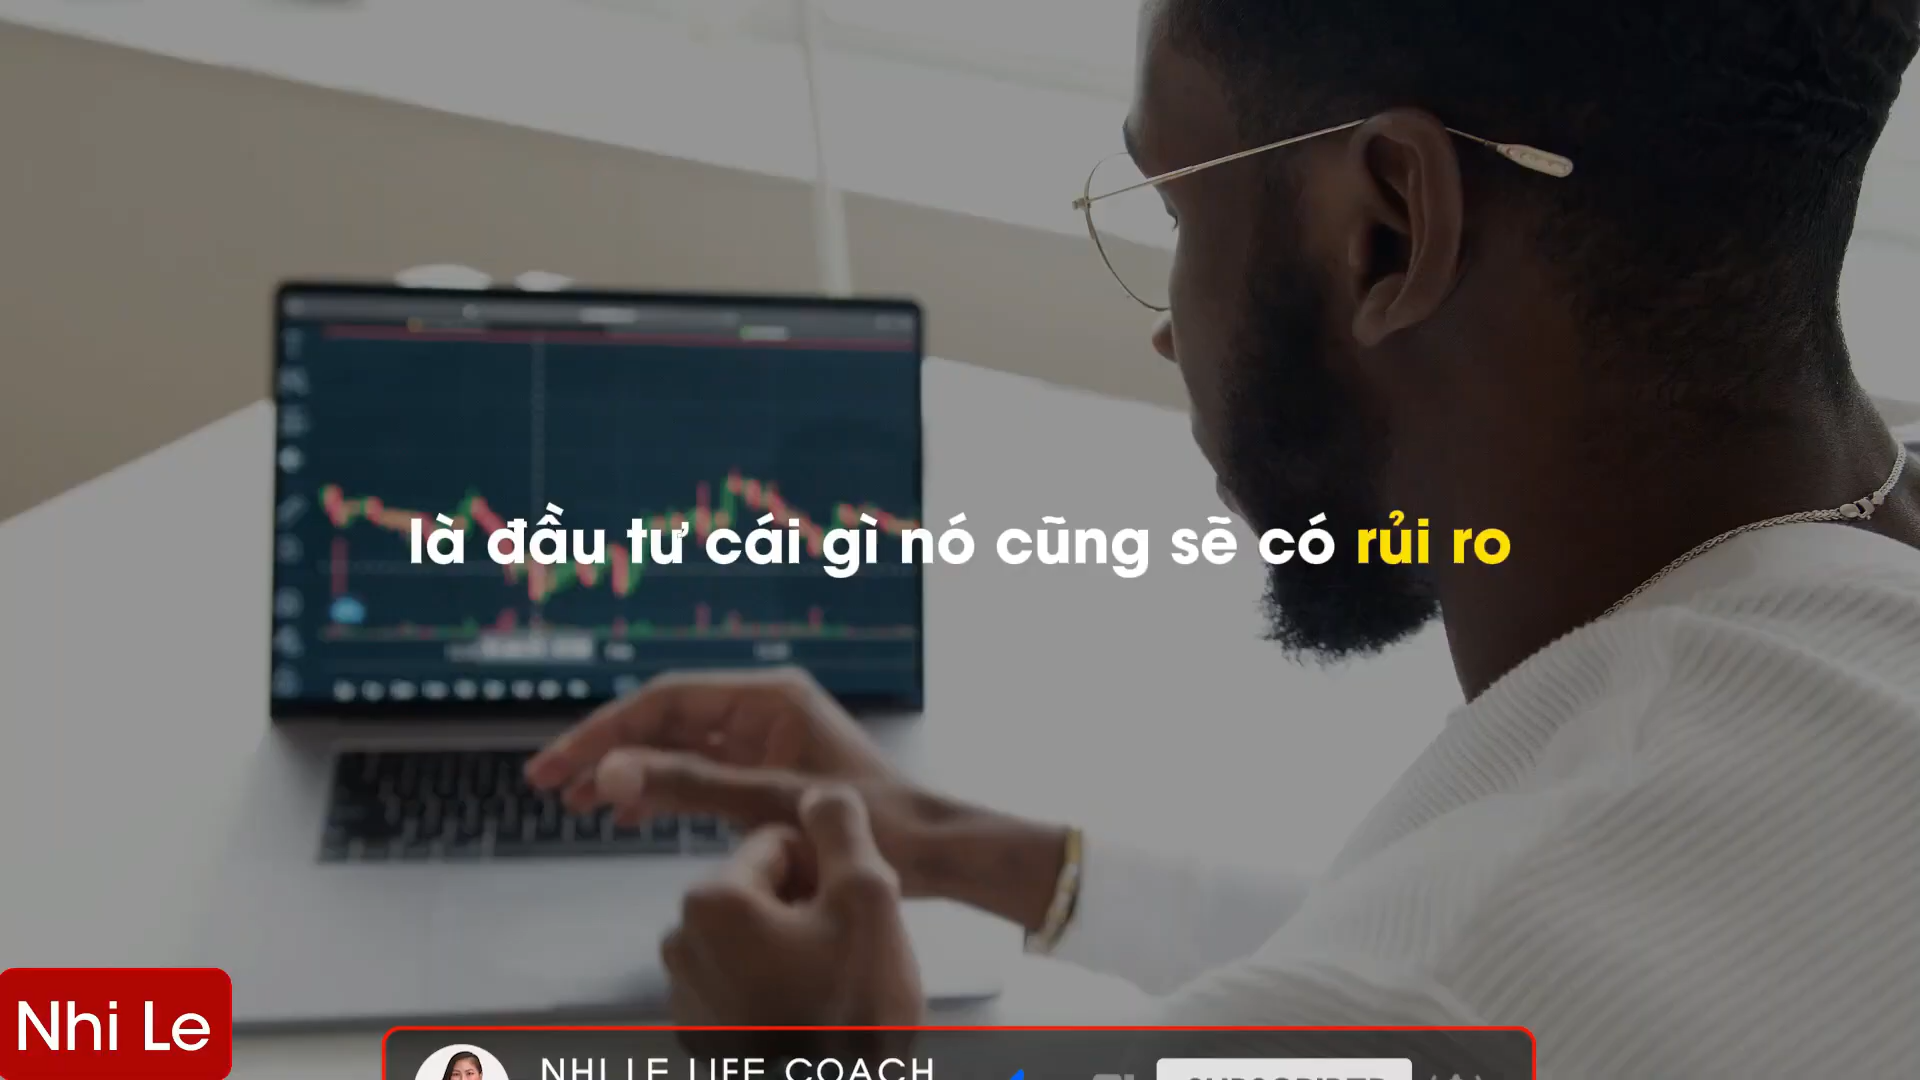 là đầu tư cái gì nó cũng sẽ có rủi ro
Nhi Le
NHI LE LIFE COACH